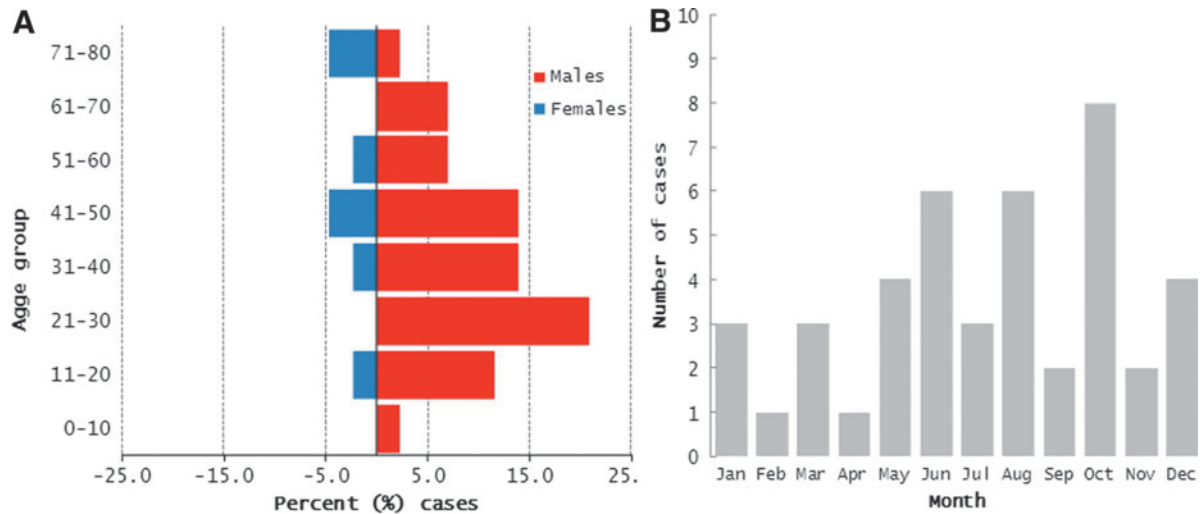 A
71-80
61-70
51-60
41-50
31-40
21-30
11-20
0-10
Agge group
Males
Females
-25.0 -15.0 -5.0 5.0 15.0 25.
Percent (%) cases
B
10
9
8
7
6
5
4
3
2
1
0
Number of cases
Jan Feb Mar Apr May Jun Jul Aug Sep Oct Nov Dec
Month